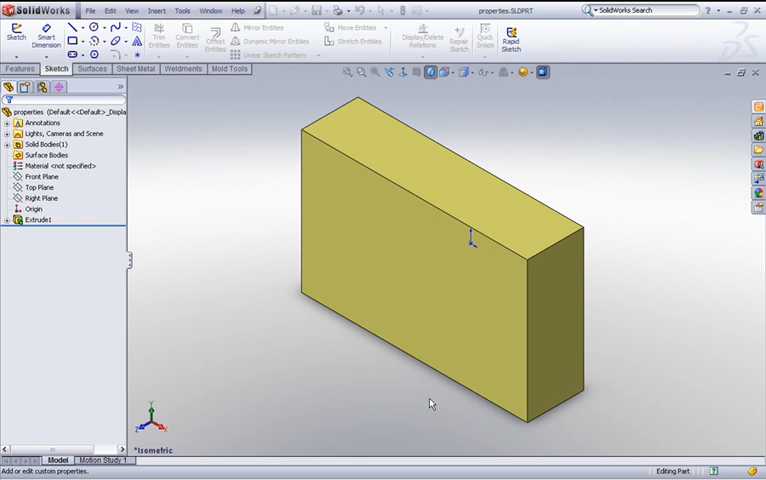 SolidWorks File Edit View Insert Tools Window Help properties.SLDPRT SolidWorks Search ?
Sketch Smart Dimension Trim Entities Convert Entities Offset Entities Mirror Entities Move Entities Display/Delete Relations Repair Sketch Quick Snaps Rapid Sketch
Dynamic Mirror Entities Stretch Entities
Linear Sketch Pattern
Features Sketch Surfaces Sheet Metal Weldments Mold Tools
properties (Default<<Default>_Displa
Annotations
Lights, Cameras and Scene
Solid Bodies(1)
Surface Bodies
Material <not specified>
Front Plane
Top Plane
Right Plane
Origin
Extrude1
Y
Z X
*Isometric
Model Motion Study 1
Add or edit custom properties. Editing Part ?